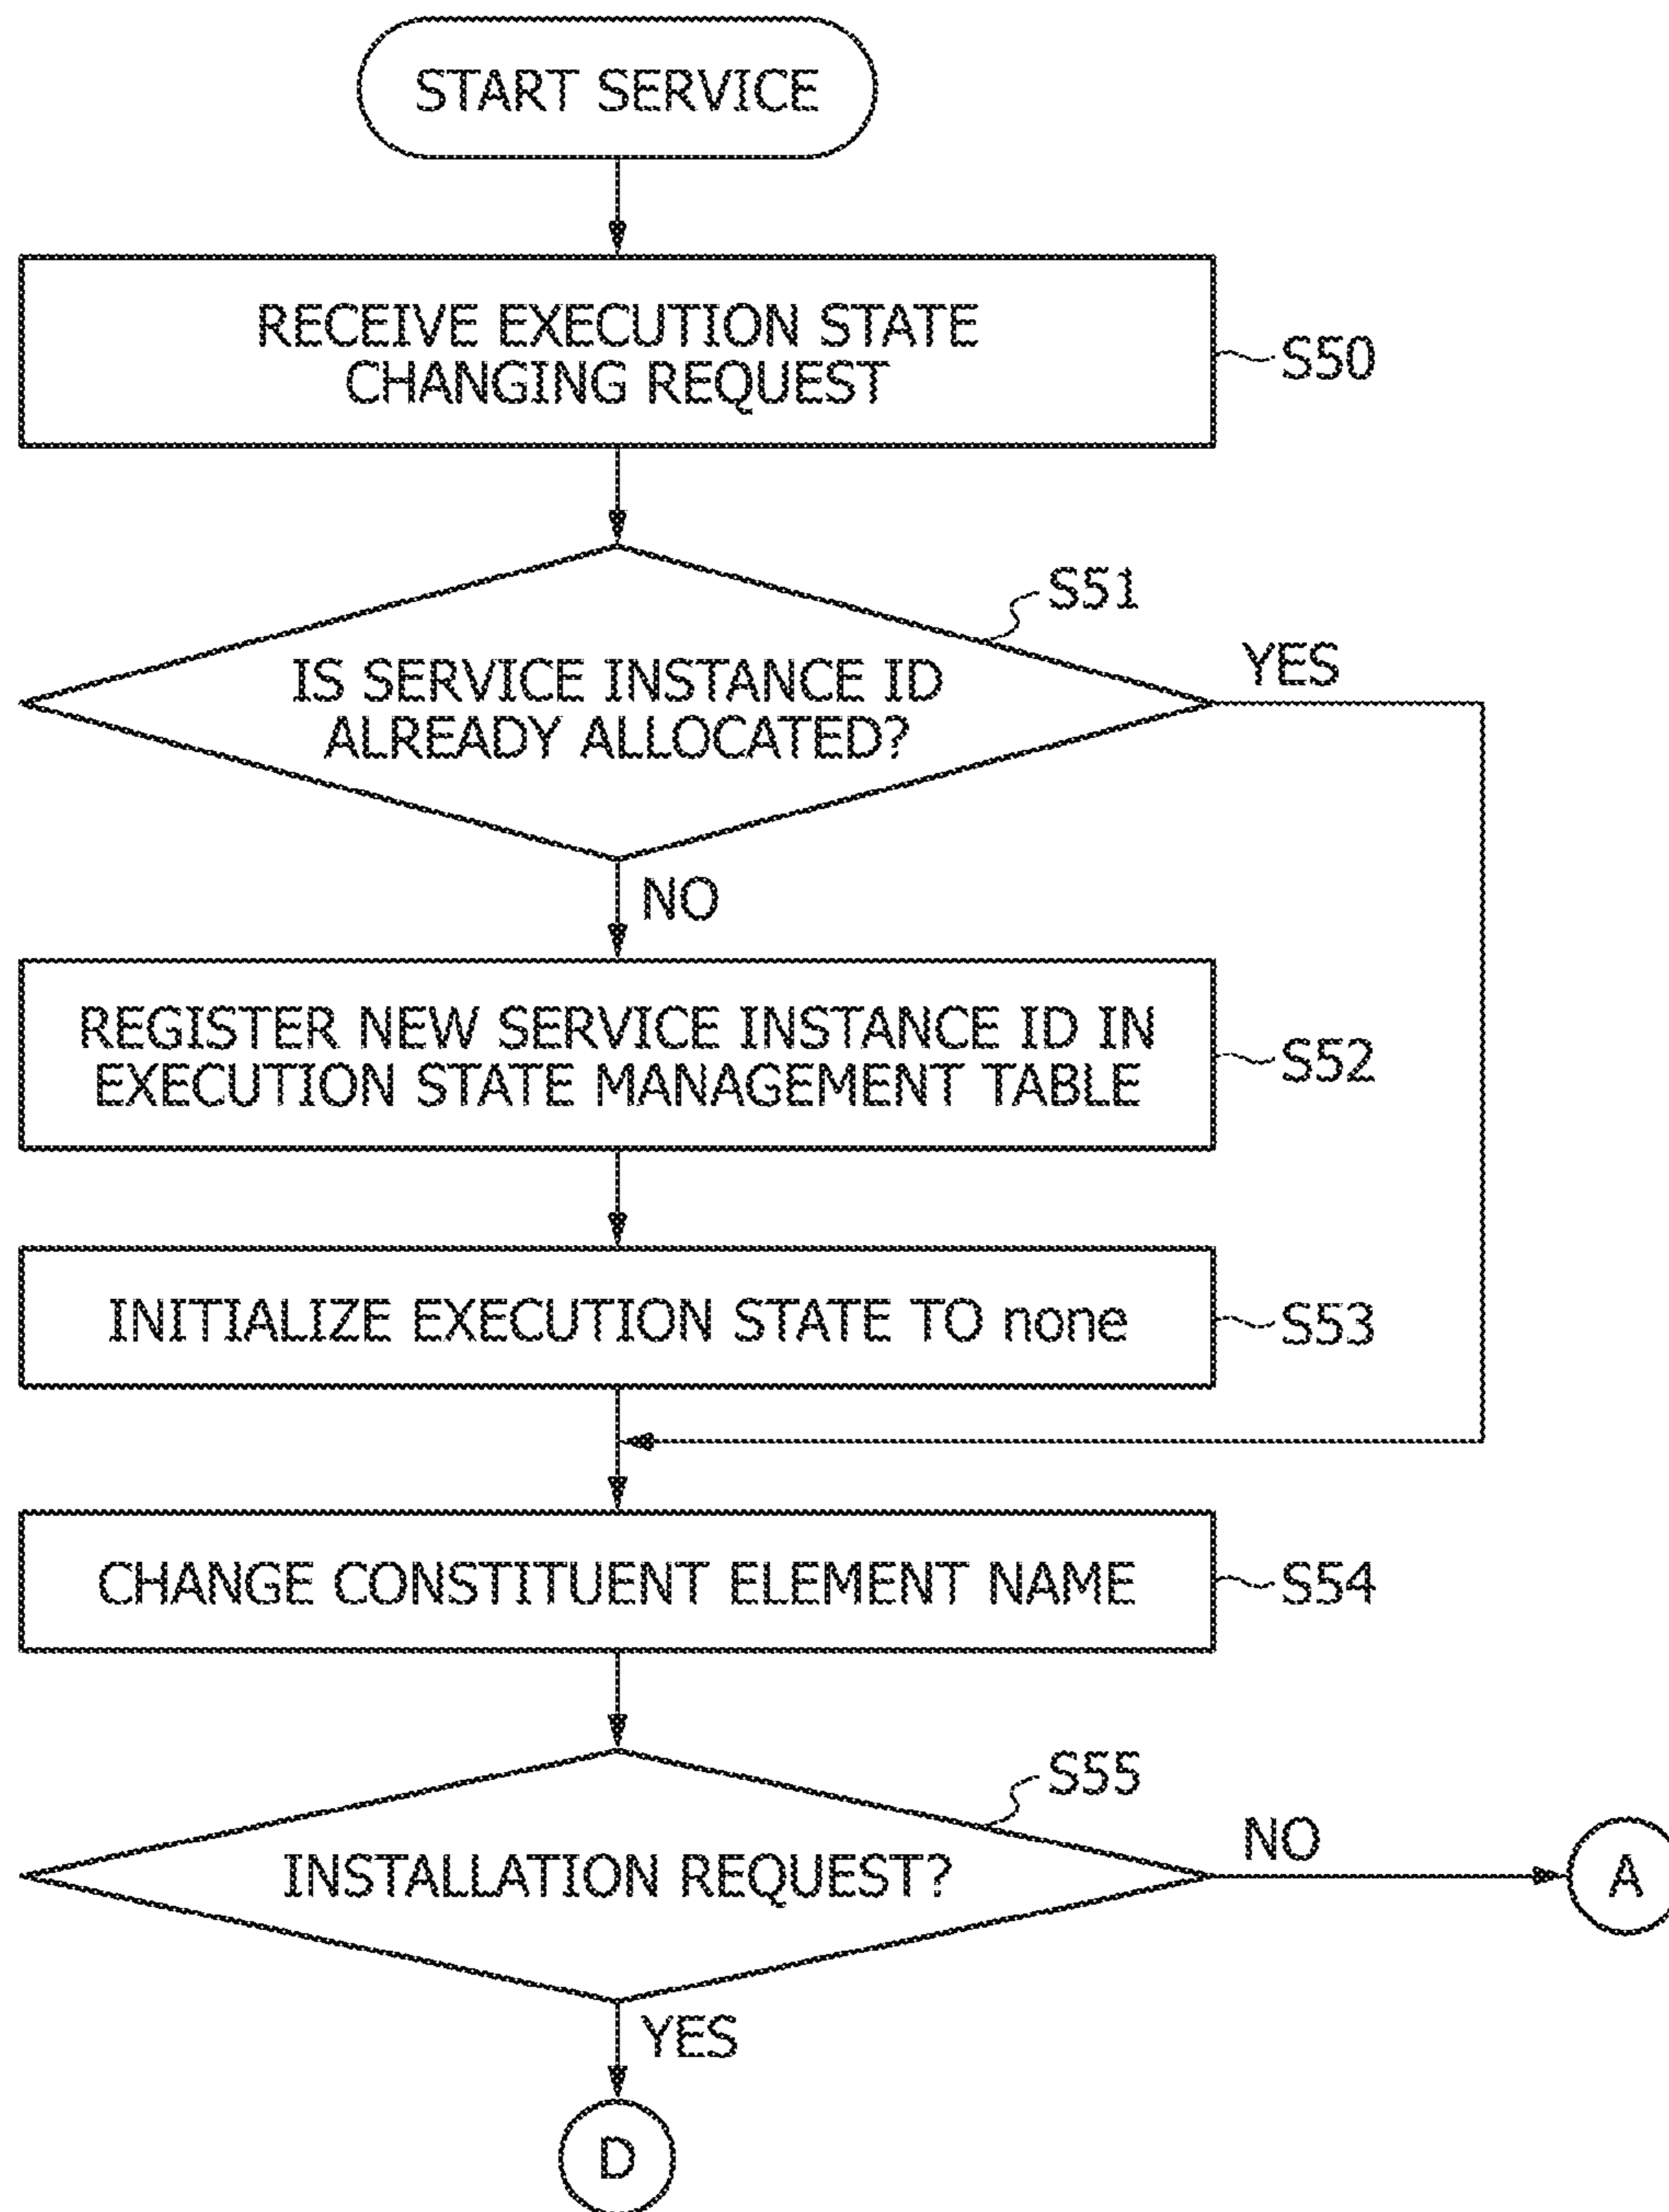 START SERVICE
RECEIVE EXECUTION STATE
CHANGING REQUEST
S50
S51
IS SERVICE INSTANCE ID
ALREADY ALLOCATED?
YES
NO
REGISTER NEW SERVICE INSTANCE ID IN
EXECUTION STATE MANAGEMENT TABLE
S52
INITIALIZE EXECUTION STATE TO none
S53
CHANGE CONSTITUENT ELEMENT NAME
S54
S55
INSTALLATION REQUEST?
NO
A
YES
D